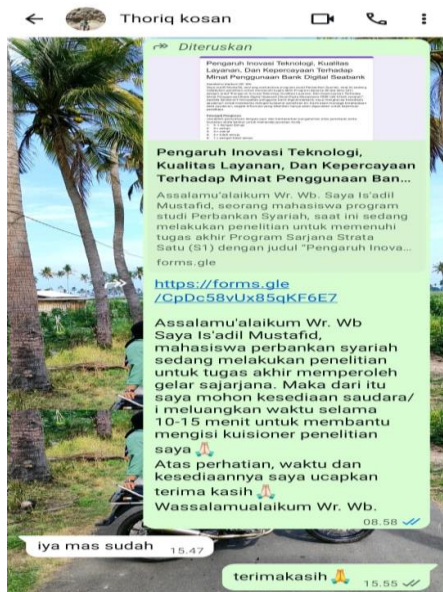 Thoriq kosan
Diteruskan
Pengaruh Inovasi Teknologi, Kualitas
Layanan, Dan Kepercayaan Terhadap
Minat Penggunaan Bank Digital Seabank
Pengaruh Inovasi Teknologi,
Kualitas Layanan, Dan Kepercayaan
Terhadap Minat Penggunaan Ban...
Assalamu'alaikum Wr. Wb. Saya Is'adil
Mustafid, seorang mahasiswa program
studi Perbankan Syariah, saat ini sedang
melakukan penelitian untuk memenuhi
tugas akhir Program Sarjana Strata
Satu (S1) dengan judul "Pengaruh Inova...
forms.gle
https://forms.gle
/CpDc58vUx85qKF6E7
Assalamu'alaikum Wr. Wb
Saya Is'adil Mustafid,
mahasiswa perbankan syariah
sedang melakukan penelitian
untuk tugas akhir memperoleh
gelar sajarjana. Maka dari itu
saya mohon kesediaan saudara/
i meluangkan waktu selama
10-15 menit untuk membantu
mengisi kuisioner penelitian
saya 🙏
Atas perhatian, waktu dan
kesediaannya saya ucapkan
terima kasih 🙏
Wassalamualaikum Wr. Wb.
08.58
iya mas sudah 15.47
terimakasih 🙏 15.55